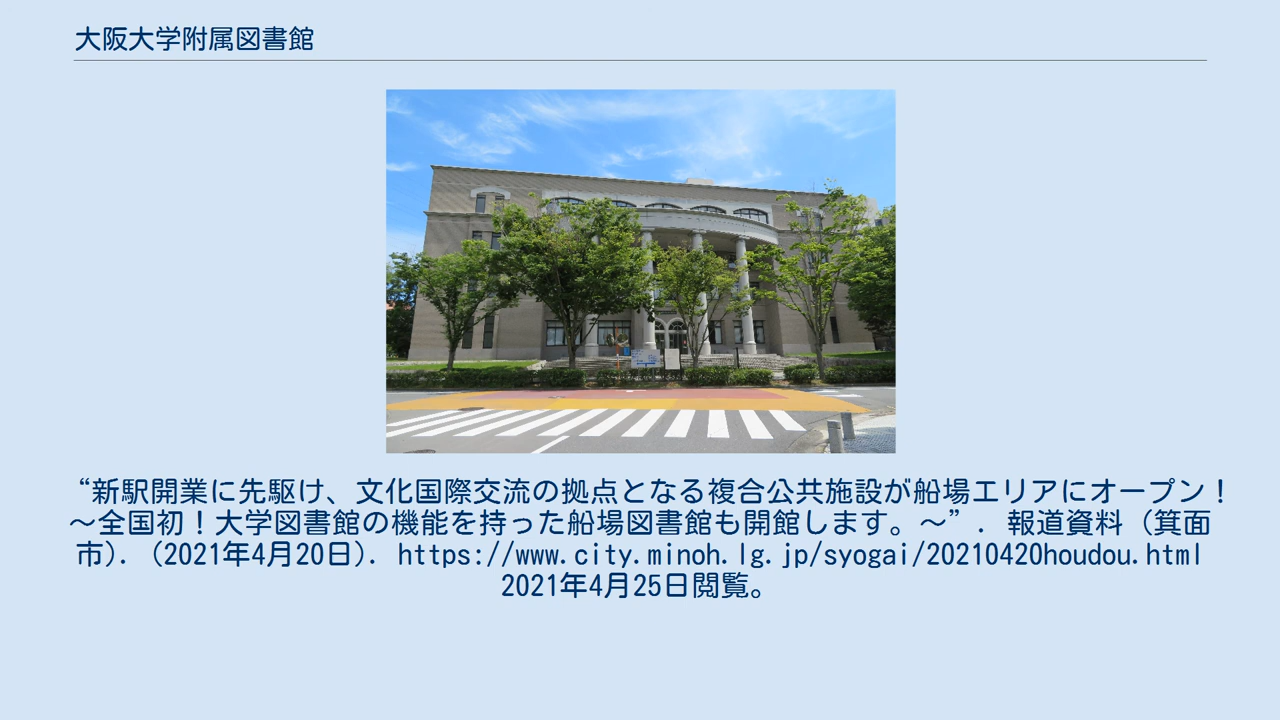 大阪大学附属図書館
“新駅開業に先駆け、文化国際交流の拠点となる複合公共施設が船場エリアにオープン！
～全国初！大学図書館の機能を持った船場図書館も開館します。～”. 報道資料 (箕面
市). (2021年4月20日). https://www.city.minoh.lg.jp/syogai/20210420houdou.html
2021年4月25日閲覧。